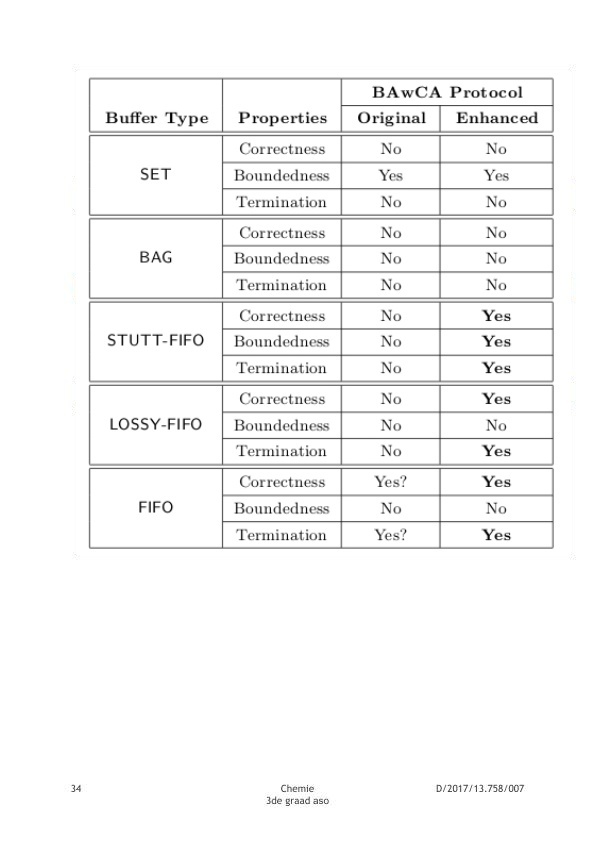 BAwCA Protocol
Buffer Type Properties Original Enhanced
Correctness No No
SET Boundedness Yes Yes
Termination No No
Correctness No No
BAG Boundedness No No
Termination No No
Correctness No Yes
STUTT-FIFO Boundedness No Yes
Termination No Yes
Correctness No Yes
LOSSY-FIFO Boundedness No No
Termination No Yes
Correctness Yes? Yes
FIFO Boundedness No No
Termination Yes? Yes
34 Chemie D/2017/13.758/007
3de graad aso